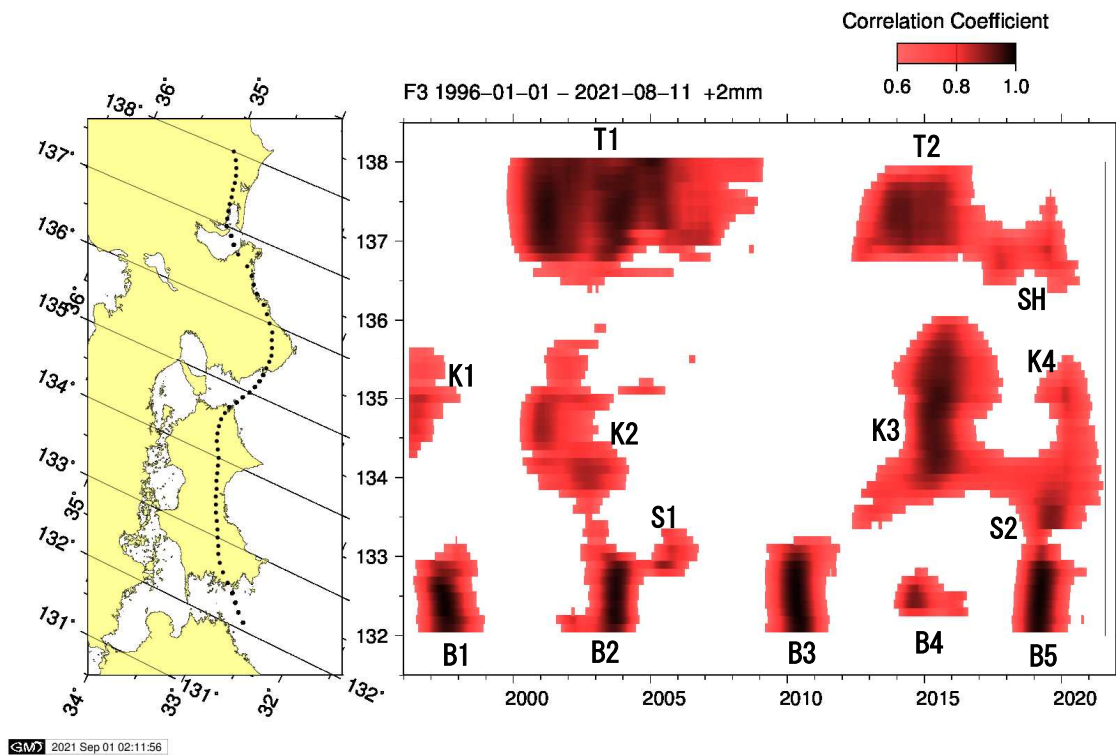 Correlation Coefficient
0.6 0.8 1.0
F3 1996-01-01 - 2021-08-11 +2mm
36° 35°
138°
137°
136°
135°
36°
134°
133°
35°
132°
131°
34° 33° 131° 32° 132°
138
137
136
135
134
133
132
2000 2005 2010 2015 2020
T1 T2
SH
K1 K2 K3 K4
S1 S2
B1 B2 B3 B4 B5
GMT 2021 Sep 01 02:11:56